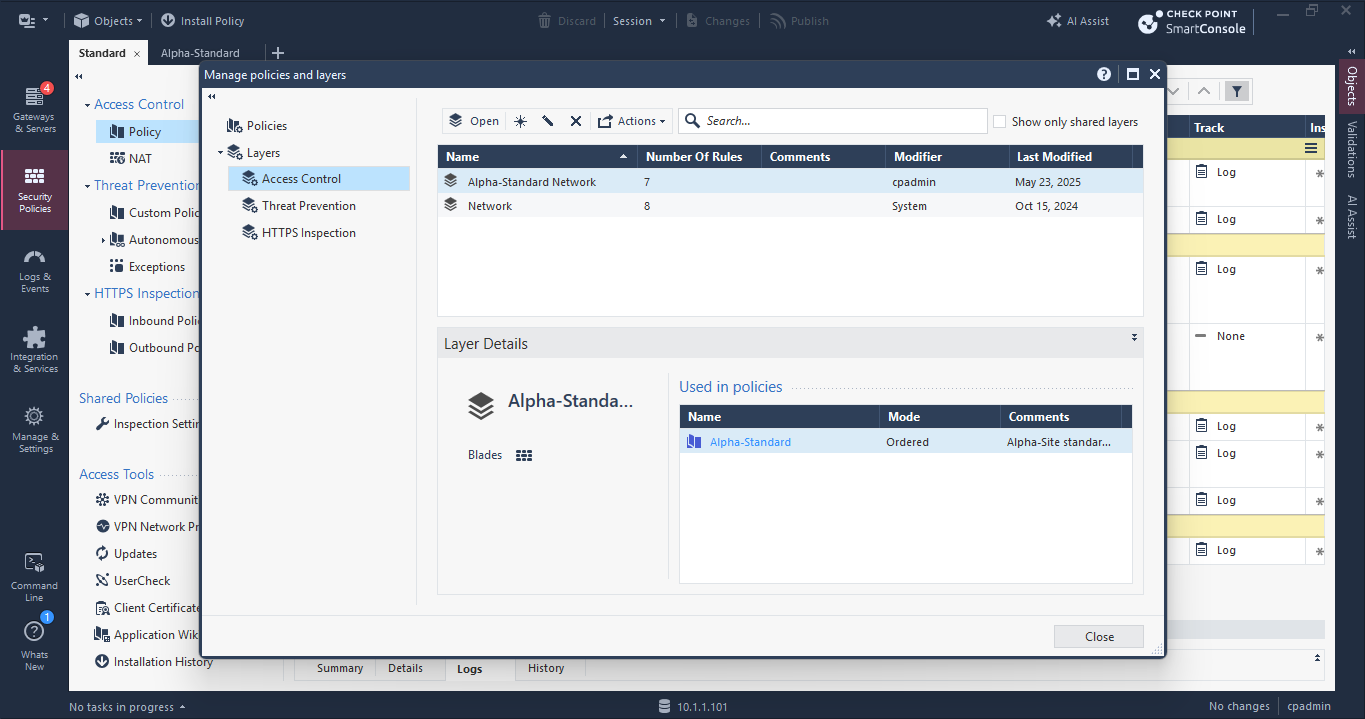 Objects
Install Policy
Discard
Session
Changes
Publish
AI Assist
CHECK POINT
SmartConsole
Standard
Alpha-Standard
4
Gateways
& Servers
Security
Policies
Logs &
Events
Integration
& Services
Manage &
Settings
Command
Line
1
Whats
New
Access Control
Policy
NAT
Threat Prevention
Custom Polic
Autonomous
Exceptions
HTTPS Inspection
Inbound Poli
Outbound Po
Shared Policies
Inspection Settin
Access Tools
VPN Communit
VPN Network Pr
Updates
UserCheck
Client Certificate
Application Wik
Installation History
Manage policies and layers
Policies
Layers
Access Control
Threat Prevention
HTTPS Inspection
Open
Actions
Search...
Show only shared layers
Name Number Of Rules Comments Modifier Last Modified
Alpha-Standard Network 7 cpadmin May 23, 2025
Network 8 System Oct 15, 2024
Layer Details
Alpha-Standa...
Blades
Used in policies
Name Mode Comments
Alpha-Standard Ordered Alpha-Site standar...
Close
Track Ins
Log
Log
Log
None
Log
Log
Log
Log
Objects
Validations
AI Assist
Summary
Details
Logs
History
No tasks in progress
10.1.1.101
No changes
cpadmin